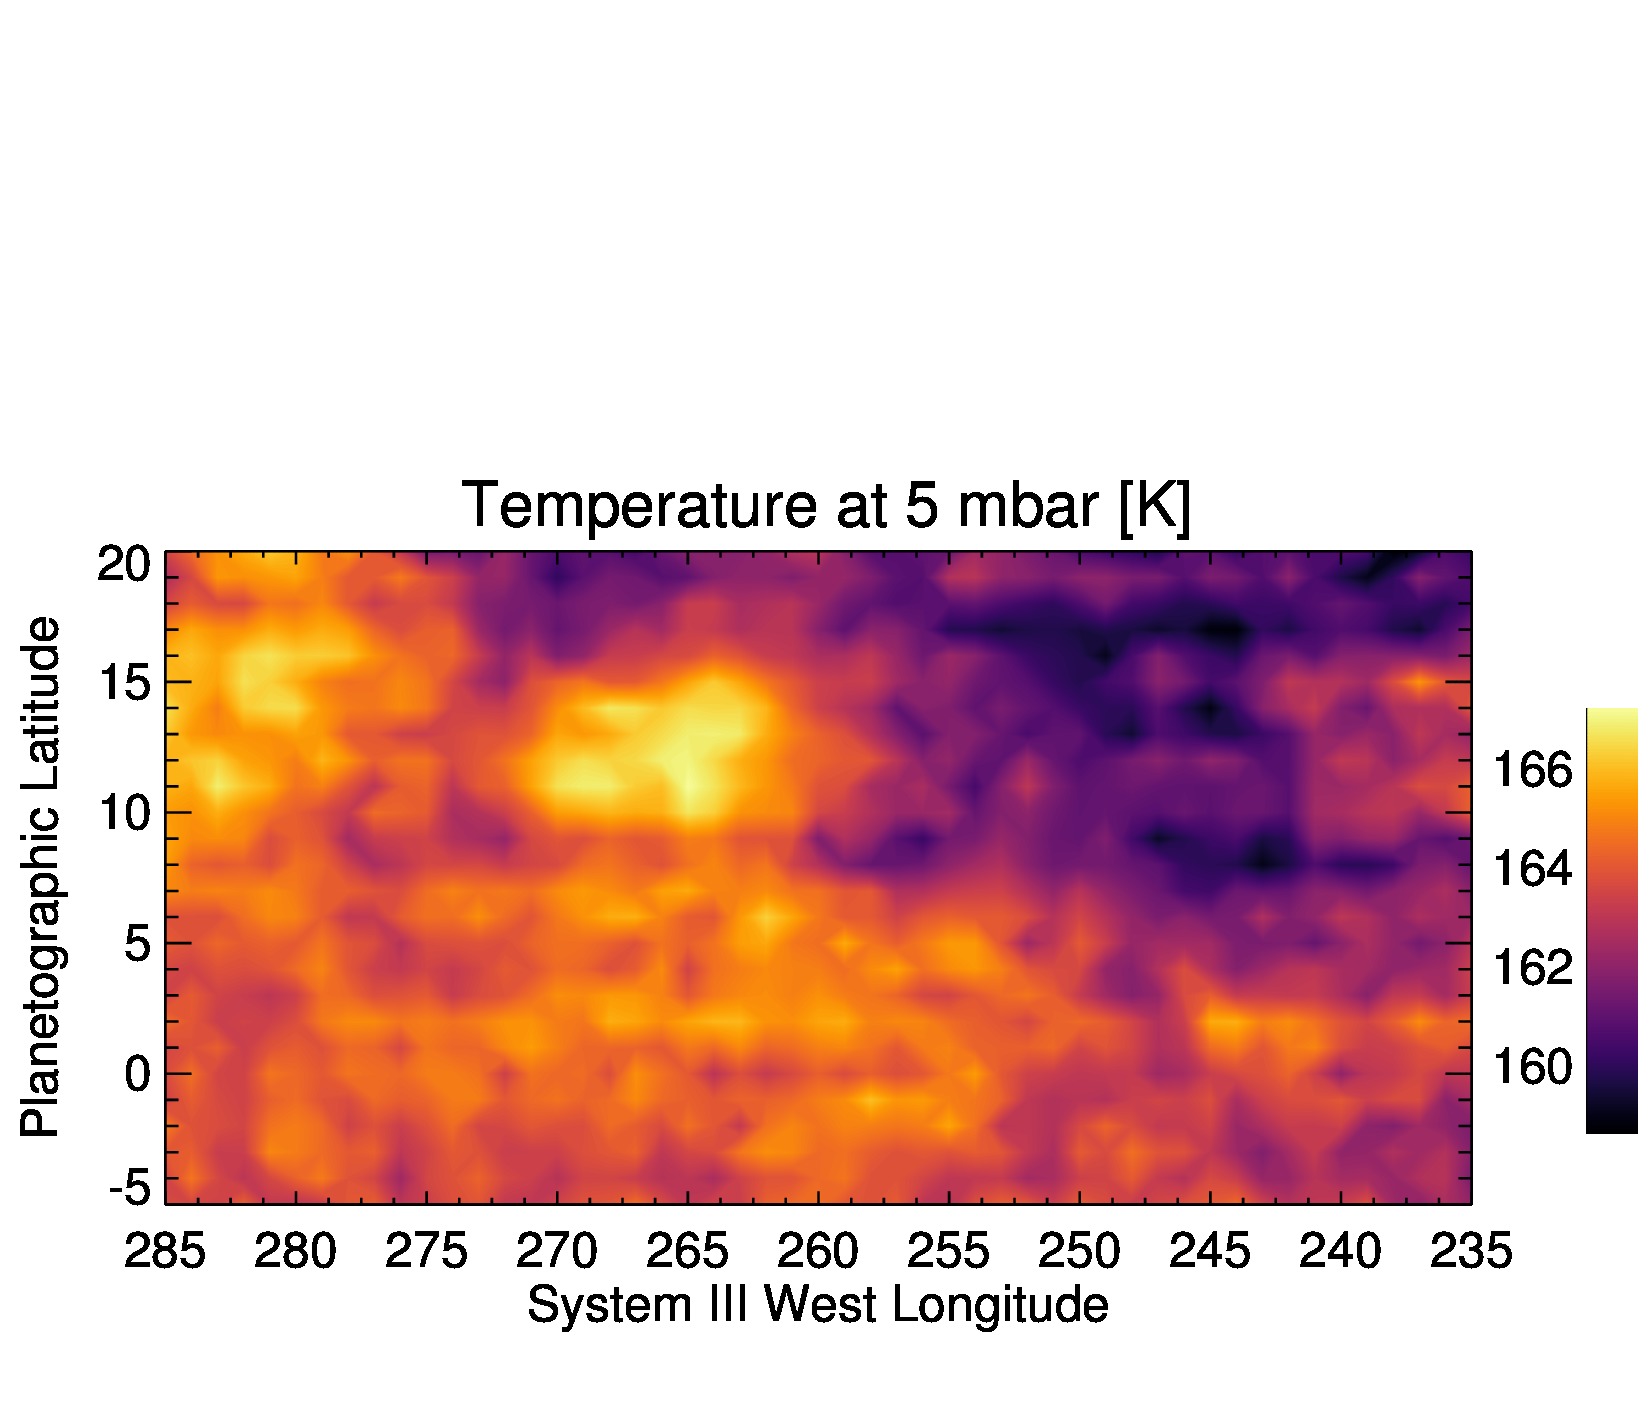 Temperature at 5 mbar [K]
Planetographic Latitude
20
15
10
5
0
-5
285 280 275 270 265 260 255 250 245 240 235
System III West Longitude
166
164
162
160